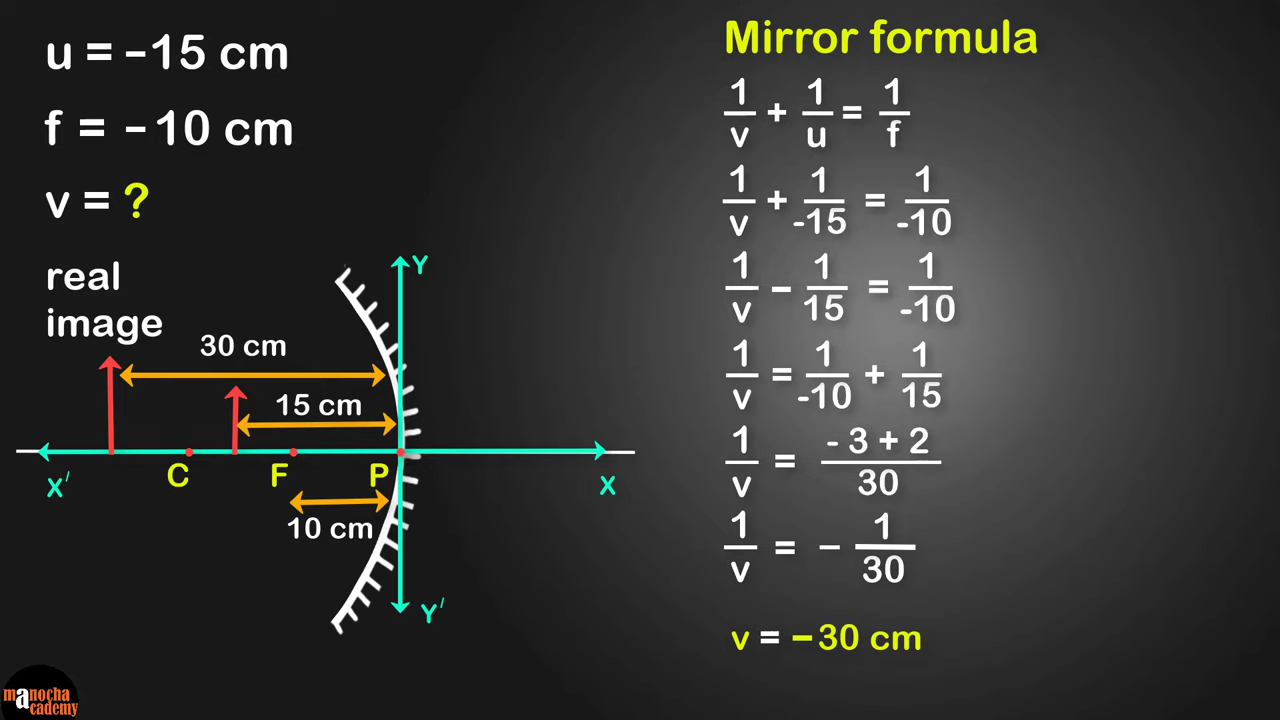 u = –15 cm
f = –10 cm
v = ?
real
image
30 cm
15 cm
10 cm
Y
X′
C
F
P
X
Y′
Mirror formula
1/v + 1/u = 1/f
1/v + 1/-15 = 1/-10
1/v – 1/15 = 1/-10
1/v = 1/-10 + 1/15
1/v = - 3 + 2/30
1/v = – 1/30
v = –30 cm
manocha
academy